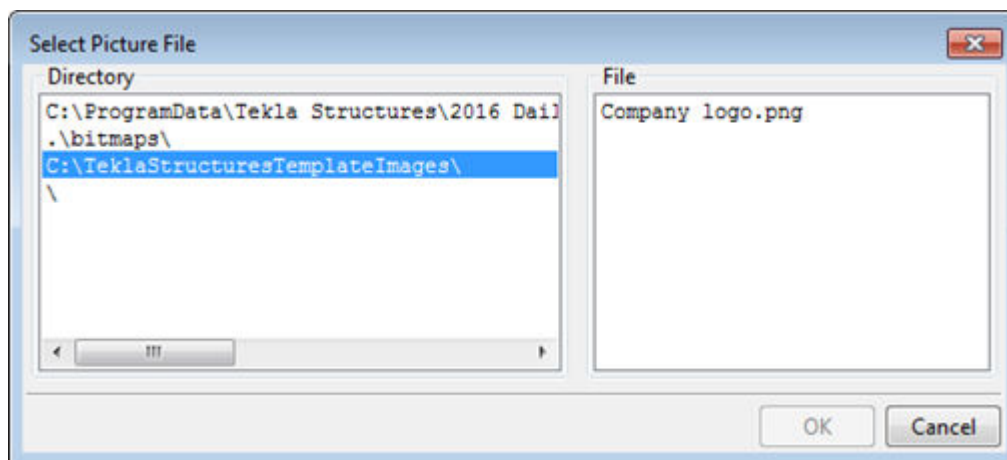 Select Picture File
Directory
C:\ProgramData\Tekla Structures\2016 Dail
.\bitmaps\
C:\TeklaStructuresTemplateImages\
\
File
Company logo.png
OK
Cancel